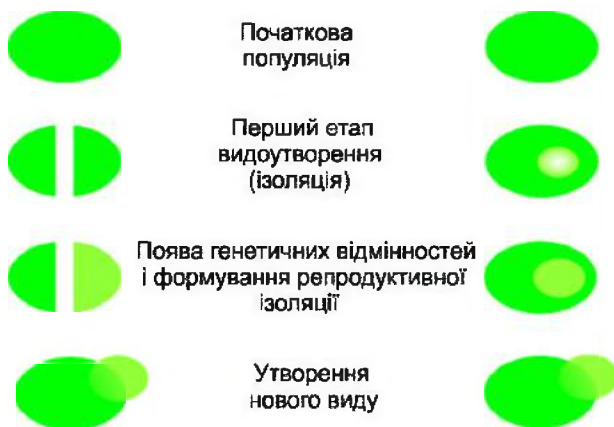 Початкова
популяція
Перший етап
видоутворення
(ізоляція)
Поява генетичних відмінностей
і формування репродуктивної
ізоляції
Утворення
нового виду